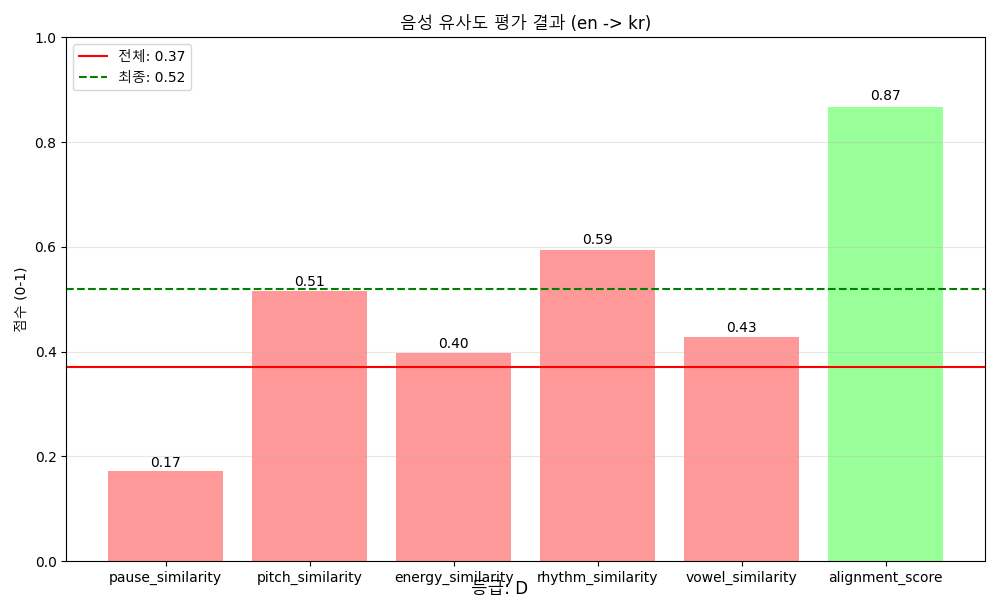 음성 유사도 평가 결과 (en -> kr)
전체: 0.37
최종: 0.52
점수 (0-1)
1.0
0.8
0.6
0.4
0.2
0.0
0.17
0.51
0.40
0.59
0.43
0.87
pause_similarity
pitch_similarity
energy_similarity
rhythm_similarity
vowel_similarity
alignment_score
등급: D